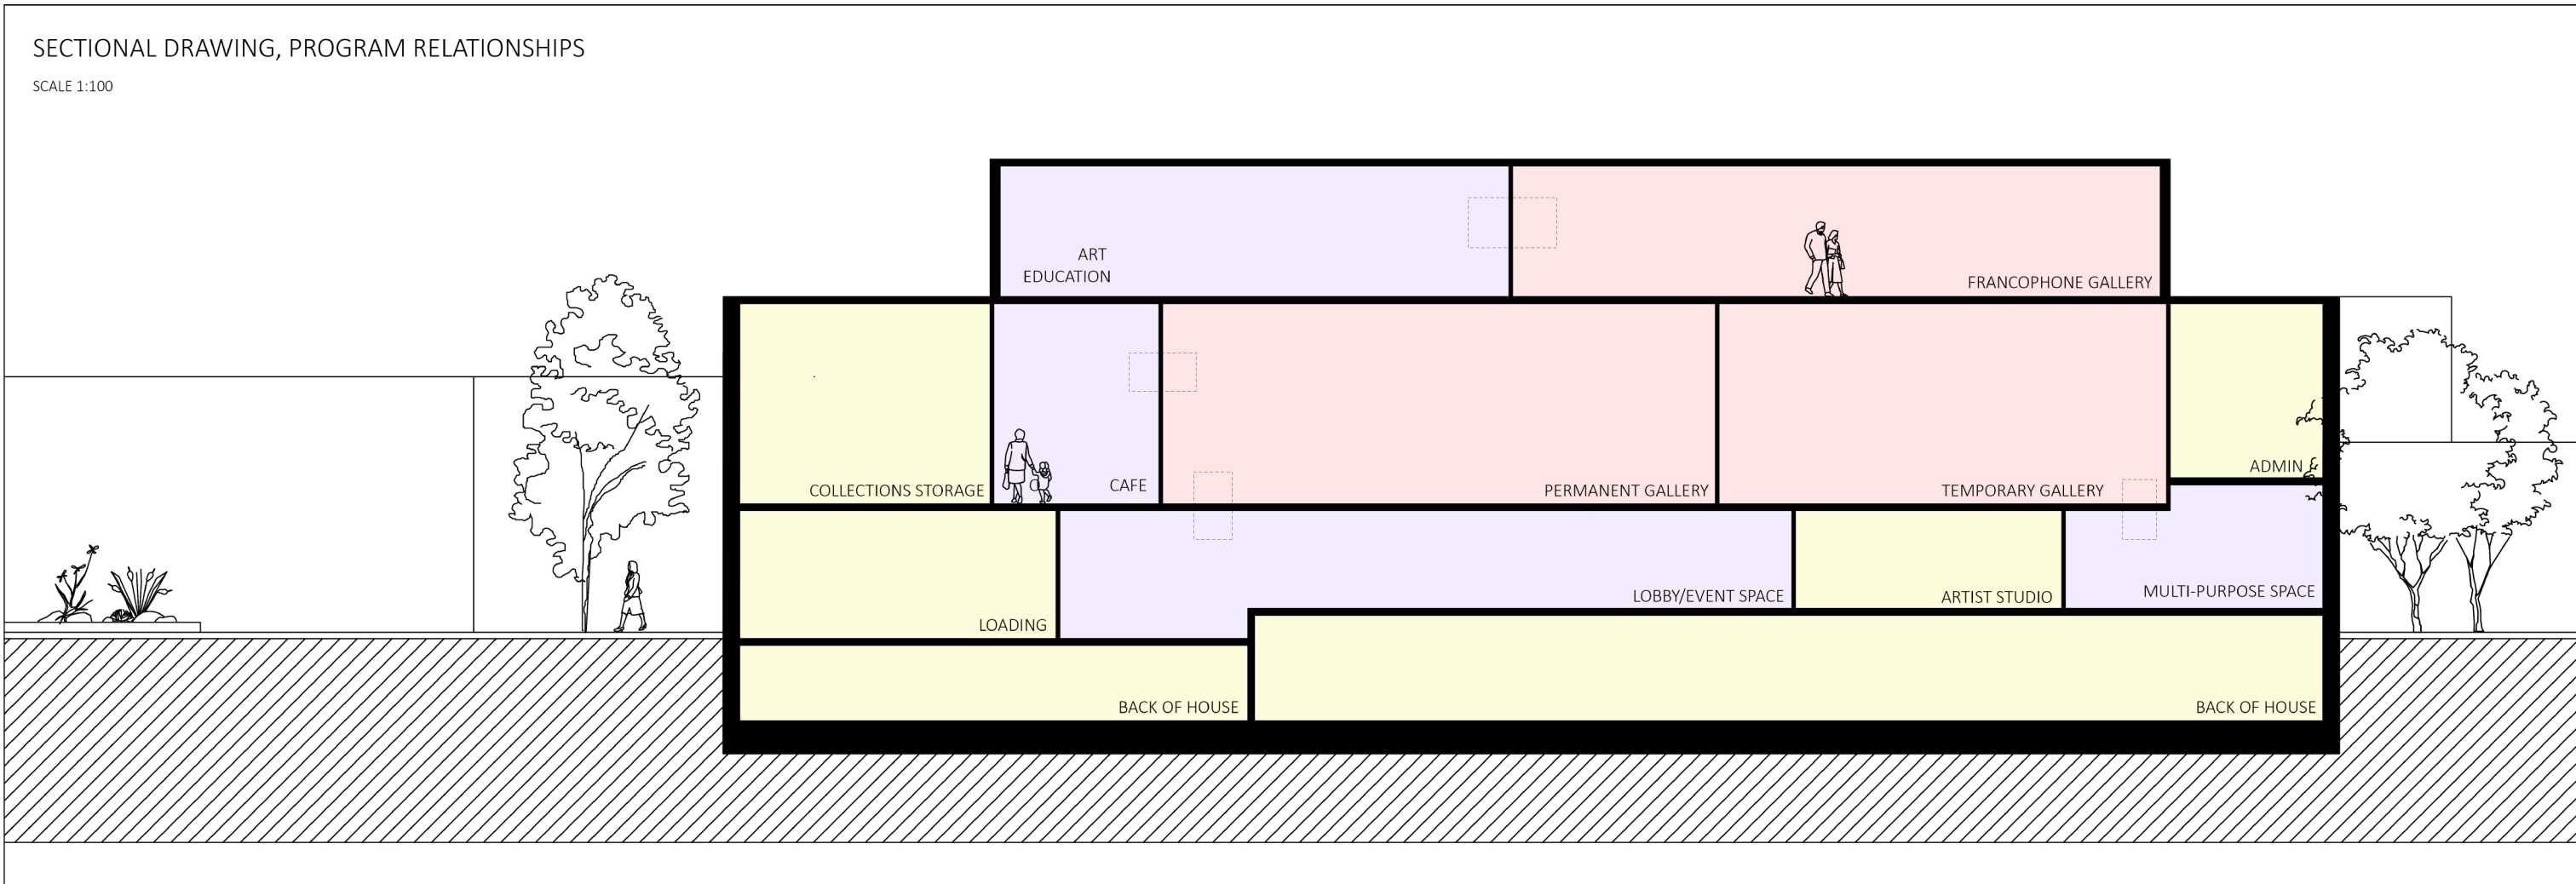 SECTIONAL DRAWING, PROGRAM RELATIONSHIPS
SCALE 1:100
ART
EDUCATION
FRANCOPHONE GALLERY
COLLECTIONS STORAGE
CAFE
PERMANENT GALLERY
TEMPORARY GALLERY
ADMIN
LOADING
LOBBY/EVENT SPACE
ARTIST STUDIO
MULTI-PURPOSE SPACE
BACK OF HOUSE
BACK OF HOUSE